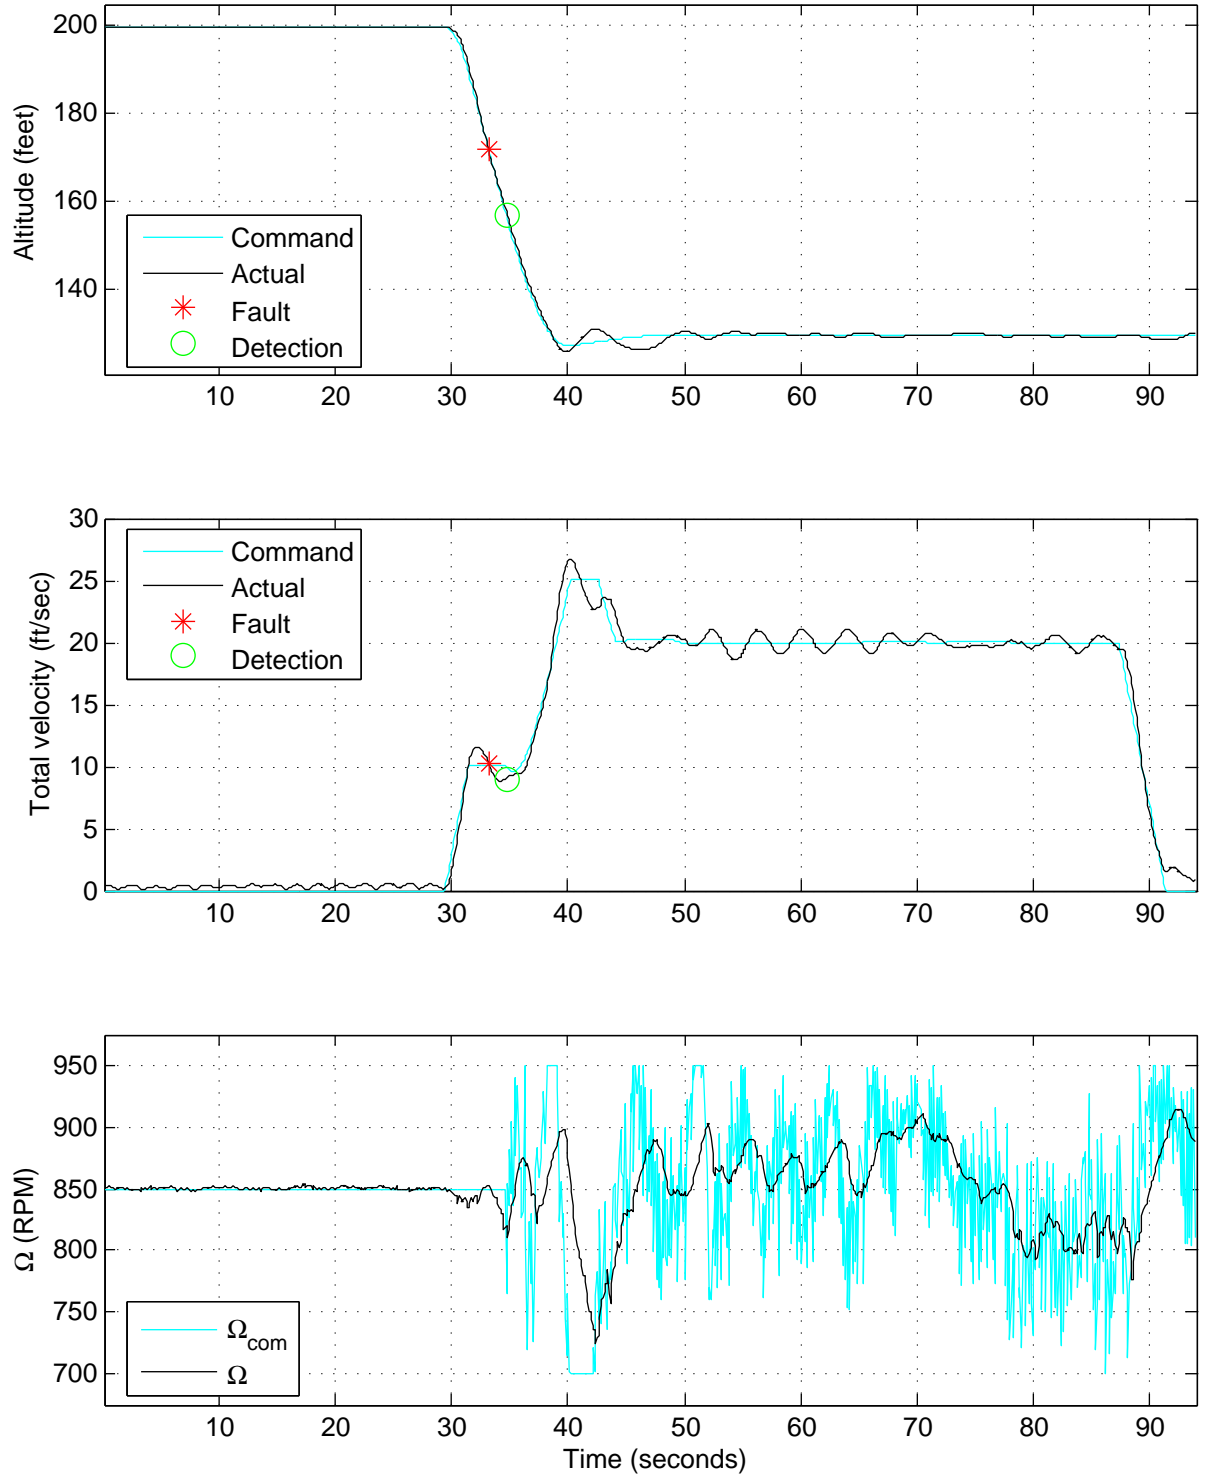 200
180
160
140
Altitude (feet)
Command
Actual
Fault
Detection
10 20 30 40 50 60 70 80 90
30
25
20
15
10
5
0
Total velocity (ft/sec)
Command
Actual
Fault
Detection
10 20 30 40 50 60 70 80 90
950
900
850
800
750
700
Ω (RPM)
Ωcom
Ω
10 20 30 40 50 60 70 80 90
Time (seconds)